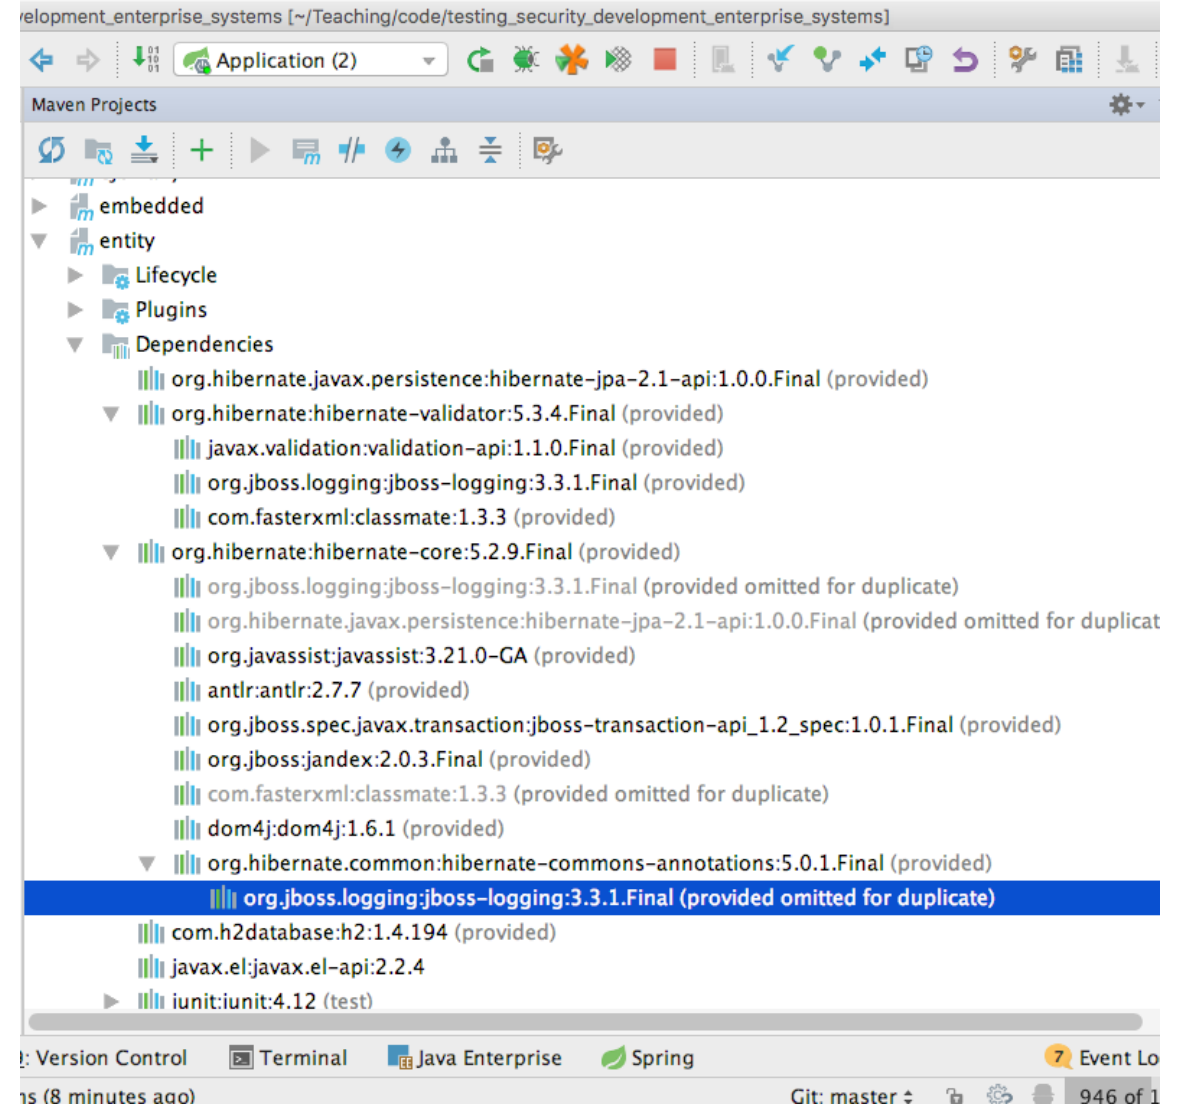 velopment_enterprise_systems [~/Teaching/code/testing_security_development_enterprise_systems]
Application (2)
Maven Projects
embedded
entity
Lifecycle
Plugins
Dependencies
org.hibernate.javax.persistence:hibernate-jpa-2.1-api:1.0.0.Final (provided)
org.hibernate:hibernate-validator:5.3.4.Final (provided)
javax.validation:validation-api:1.1.0.Final (provided)
org.jboss.logging:jboss-logging:3.3.1.Final (provided)
com.fasterxml:classmate:1.3.3 (provided)
org.hibernate:hibernate-core:5.2.9.Final (provided)
org.jboss.logging:jboss-logging:3.3.1.Final (provided omitted for duplicate)
org.hibernate.javax.persistence:hibernate-jpa-2.1-api:1.0.0.Final (provided omitted for duplicat
org.javassist:javassist:3.21.0-GA (provided)
antlr:antlr:2.7.7 (provided)
org.jboss.spec.javax.transaction:jboss-transaction-api_1.2_spec:1.0.1.Final (provided)
org.jboss:jandex:2.0.3.Final (provided)
com.fasterxml:classmate:1.3.3 (provided omitted for duplicate)
dom4j:dom4j:1.6.1 (provided)
org.hibernate.common:hibernate-commons-annotations:5.0.1.Final (provided)
org.jboss.logging:jboss-logging:3.3.1.Final (provided omitted for duplicate)
com.h2database:h2:1.4.194 (provided)
javax.el:javax.el-api:2.2.4
junit:junit:4.12 (test)
: Version Control Terminal Java Enterprise Spring 7 Event Lo
ns (8 minutes ago) Git: master 946 of 1